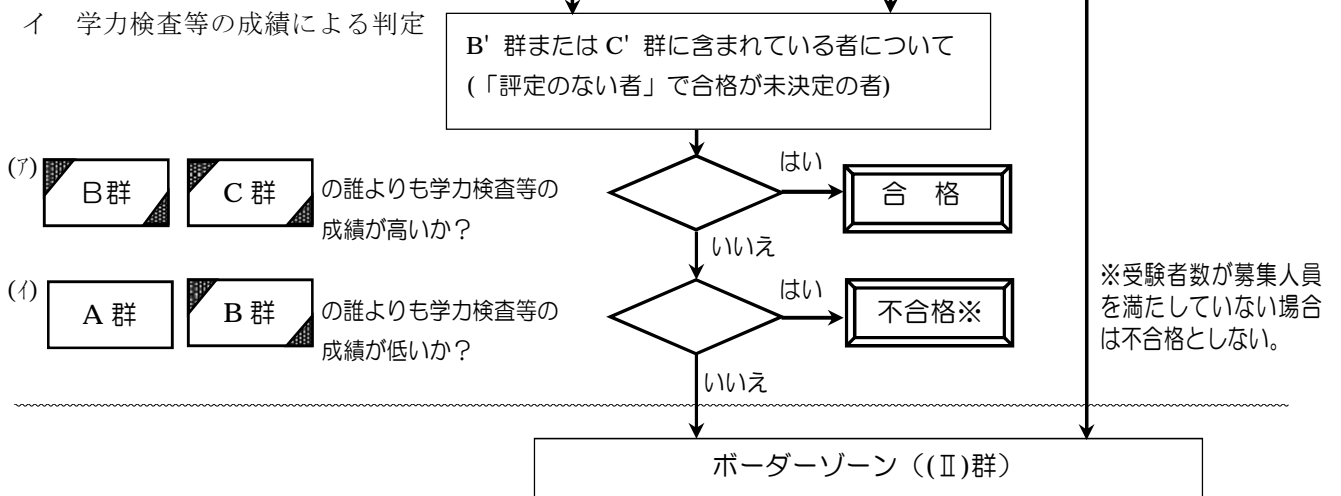 イ 学力検査等の成績による判定
B' 群または C' 群に含まれている者について
(「評定のない者」で合格が未決定の者)
(ア) B群 C 群 の誰よりも学力検査等の
成績が高いか？
はい
合 格
いいえ
(イ) A 群 B 群 の誰よりも学力検査等の
成績が低いか？
はい
不合格※
いいえ
※受験者数が募集人員
を満たしていない場合
は不合格としない。
ボーダーゾーン（(Ⅱ)群）